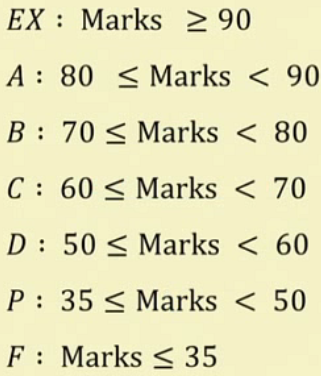 EX : Marks ≥ 90
A : 80 ≤ Marks < 90
B : 70 ≤ Marks < 80
C : 60 ≤ Marks < 70
D : 50 ≤ Marks < 60
P : 35 ≤ Marks < 50
F : Marks ≤ 35